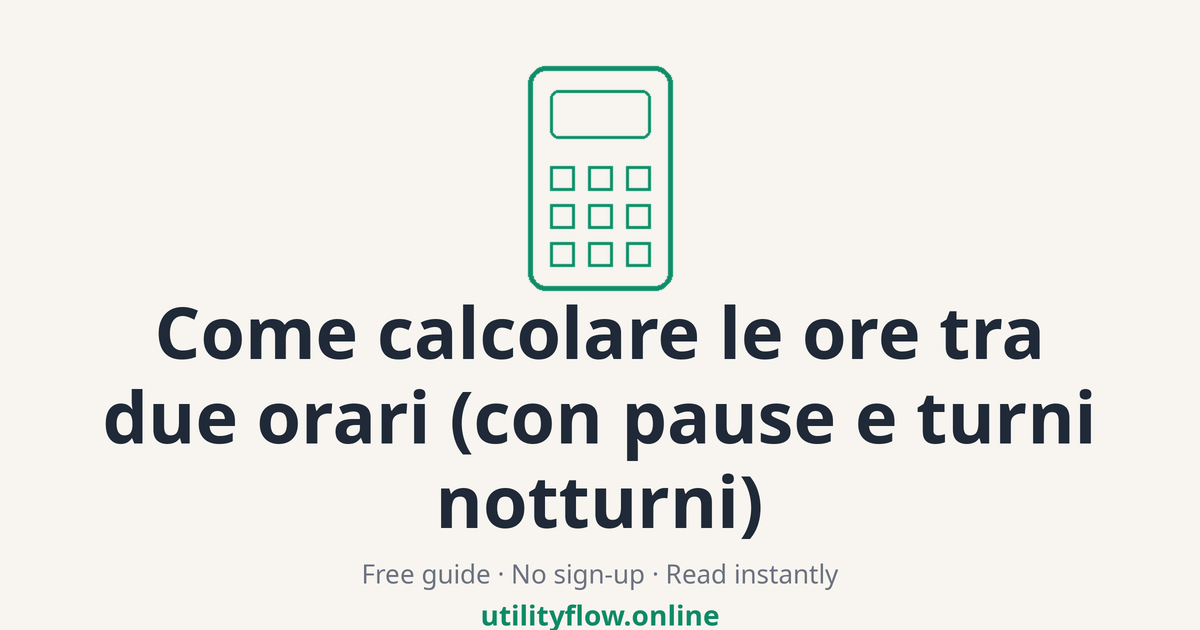 Come calcolare le ore tra
due orari (con pause e turni
notturni)
Free guide · No sign-up · Read instantly
utilityflow.online